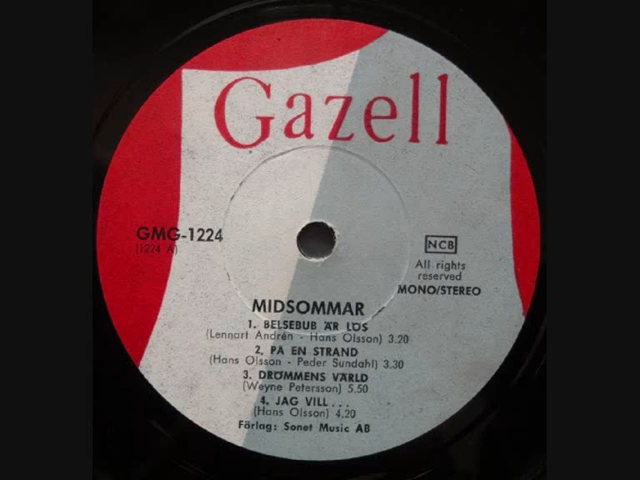 Gazell
GMG-1224
(1224 A)
NCB
All rights
reserved
MONO/STEREO
MIDSOMMAR
1. BELSEBUB ÄR LÖS
(Lennart Andrén - Hans Olsson) 3.20
2. PÅ EN STRAND
(Hans Olsson - Peder Sundahl) 3.30
3. DRÖMMENS VÄRLD
(Weyne Petersson) 5.50
4. JAG VILL . . .
(Hans Olsson) 4.20
Förlag: Sonet Music AB